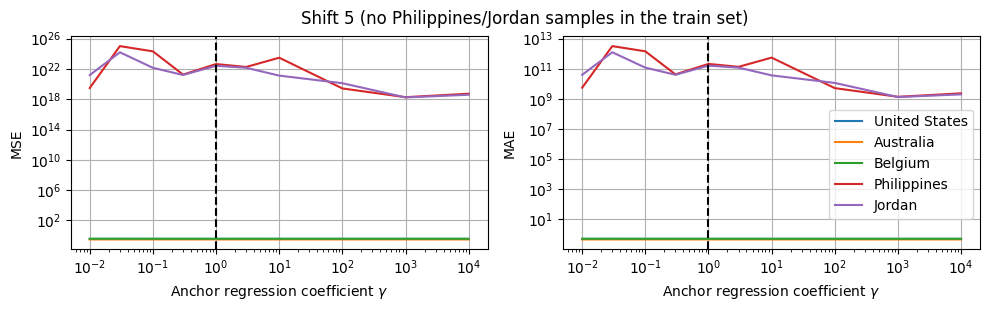 Shift 5 (no Philippines/Jordan samples in the train set)
MSE
10^26
10^22
10^18
10^14
10^10
10^6
10^2
10^-2
10^-1
10^0
10^1
10^2
10^3
10^4
Anchor regression coefficient γ
MAE
10^13
10^11
10^9
10^7
10^5
10^3
10^1
10^-2
10^-1
10^0
10^1
10^2
10^3
10^4
Anchor regression coefficient γ
United States
Australia
Belgium
Philippines
Jordan